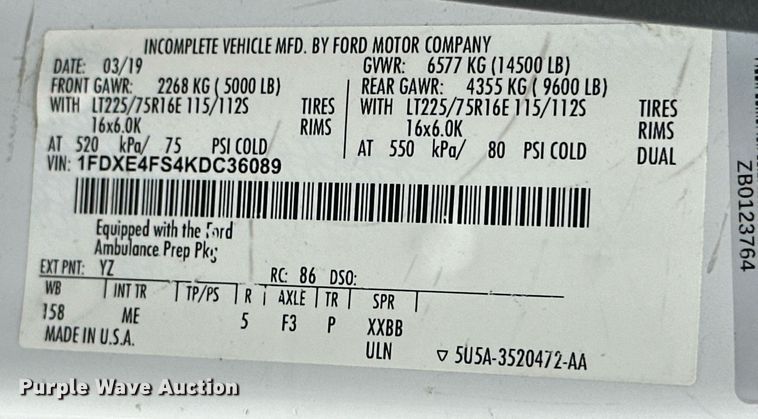 INCOMPLETE VEHICLE MFD. BY FORD MOTOR COMPANY
DATE: 03/19 GVWR: 6577 KG (14500 LB)
FRONT GAWR: 2268 KG ( 5000 LB) REAR GAWR: 4355 KG ( 9600 LB)
WITH LT225/75R16E 115/112S TIRES WITH LT225/75R16E 115/112S TIRES
16x6.0K RIMS 16x6.0K RIMS
AT 520 kPa/ 75 PSI COLD AT 550 kPa/ 80 PSI COLD DUAL
VIN: 1FDXE4FS4KDC36089
Equipped with the Ford
Ambulance Prep Pkg
EXT PNT: YZ RC: 86 DSO:
WB INT TR TP/PS R AXLE TR SPR
158 ME 5 F3 P XXBB
MADE IN U.S.A. ULN ▽ 5U5A-3520472-AA
ZB0123764
Purple Wave Auction